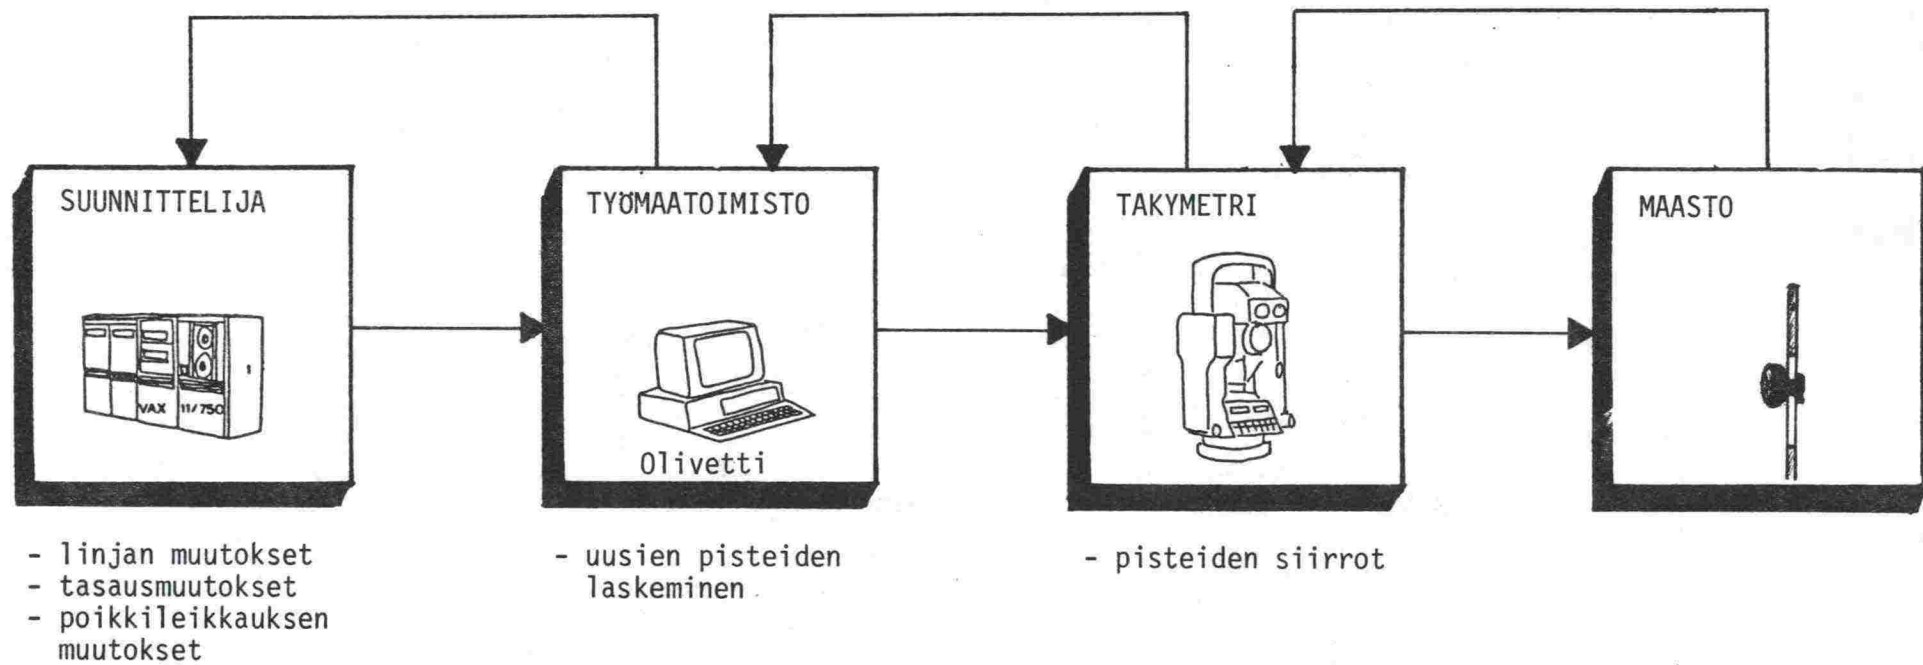 SUUNNITTELIJA
VAX 11/750
- linjan muutokset
- tasausmuutokset
- poikkileikkauksen
muutokset
TYÖMAATOIMISTO
Olivetti
- uusien pisteiden
laskeminen
TAKYMETRI
- pisteiden siirrot
MAASTO